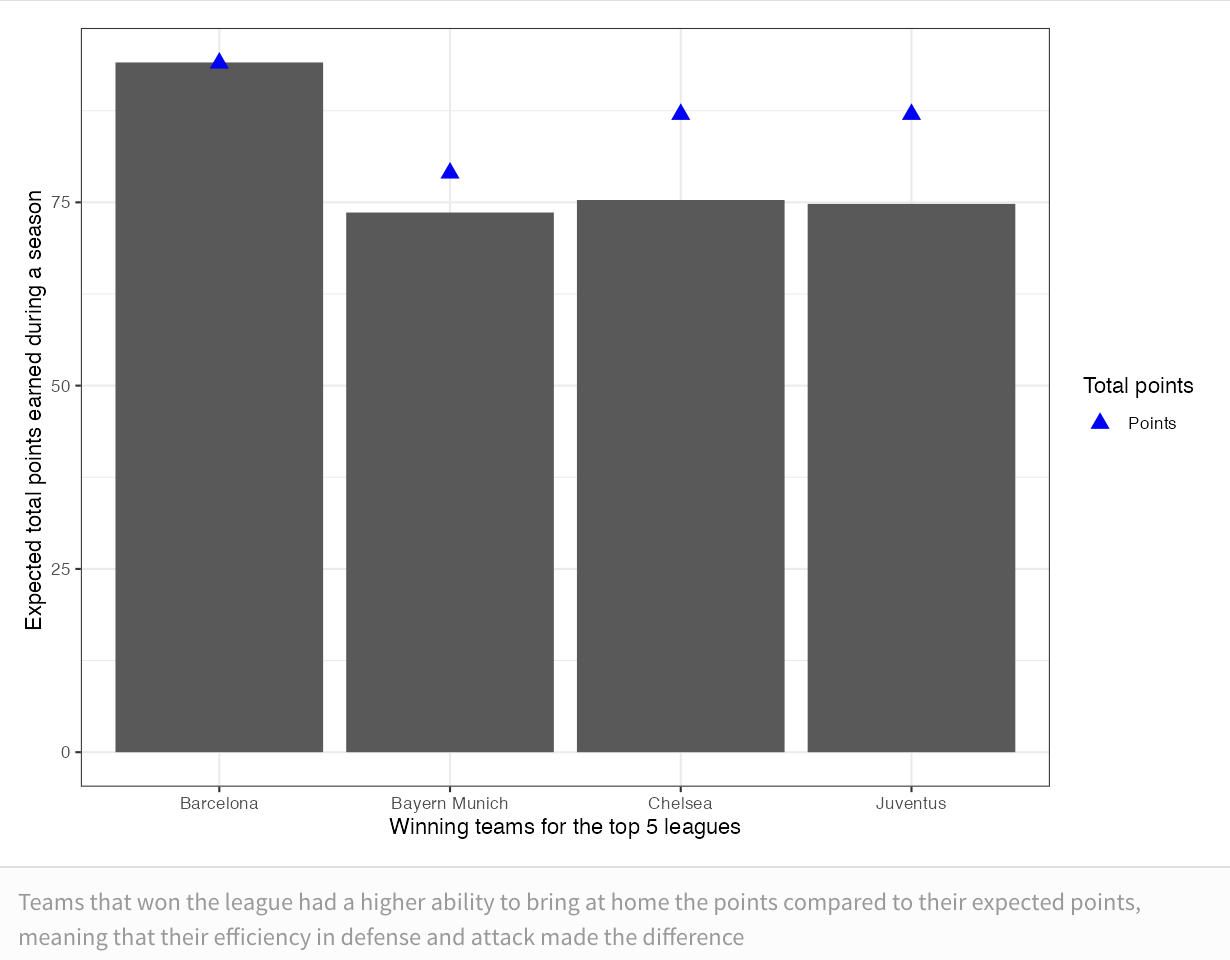 Expected total points earned during a season
75
50
25
0
Barcelona
Bayern Munich
Chelsea
Juventus
Winning teams for the top 5 leagues
Total points
Points
Teams that won the league had a higher ability to bring at home the points compared to their expected points,
meaning that their efficiency in defense and attack made the difference